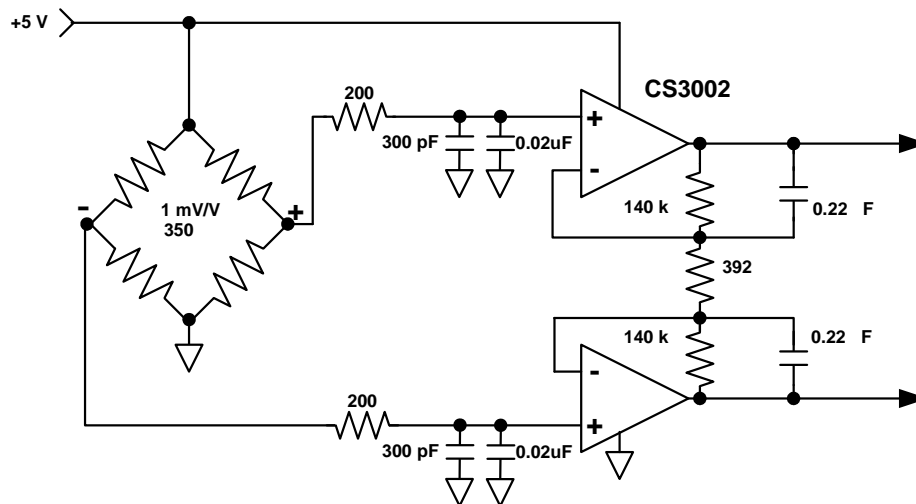 +5 V
CS3002
200
+
300 pF
0.02uF
-
140 k
0.22 F
-
1 mV/V
350
+
392
140 k
0.22 F
-
200
+
300 pF
0.02uF